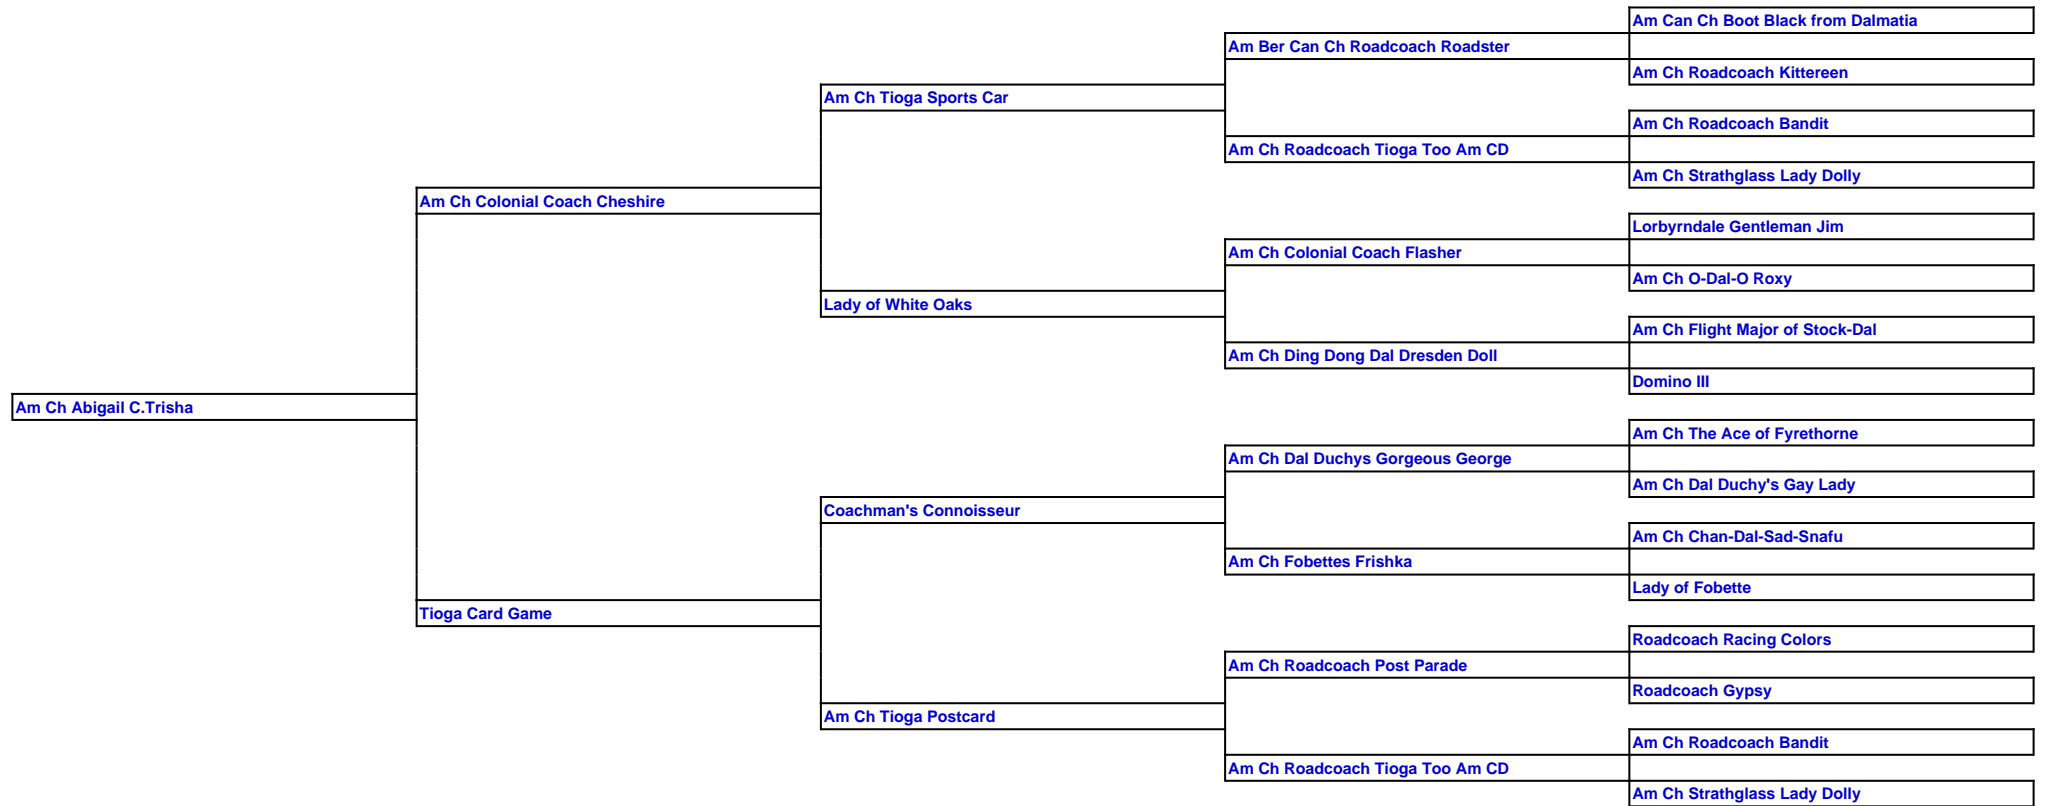 Am Can Ch Boot Black from Dalmatia
Am Ber Can Ch Roadcoach Roadster
Am Ch Roadcoach Kittereen
Am Ch Tioga Sports Car
Am Ch Roadcoach Bandit
Am Ch Roadcoach Tioga Too Am CD
Am Ch Strathglass Lady Dolly
Am Ch Colonial Coach Cheshire
Lorbyrndale Gentleman Jim
Am Ch Colonial Coach Flasher
Am Ch O-Dal-O Roxy
Lady of White Oaks
Am Ch Flight Major of Stock-Dal
Am Ch Ding Dong Dal Dresden Doll
Domino III
Am Ch Abigail C.Trisha
Am Ch The Ace of Fyrethorne
Am Ch Dal Duchys Gorgeous George
Am Ch Dal Duchy's Gay Lady
Coachman's Connoisseur
Am Ch Chan-Dal-Sad-Snafu
Am Ch Fobettes Frishka
Lady of Fobette
Tioga Card Game
Roadcoach Racing Colors
Am Ch Roadcoach Post Parade
Roadcoach Gypsy
Am Ch Tioga Postcard
Am Ch Roadcoach Bandit
Am Ch Roadcoach Tioga Too Am CD
Am Ch Strathglass Lady Dolly